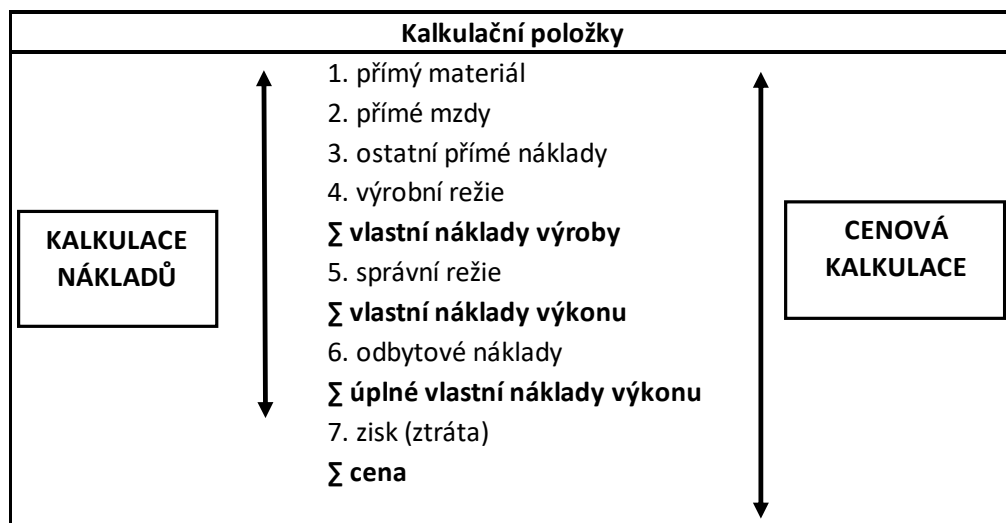 Kalkulační položky
1. přímý materiál
2. přímé mzdy
3. ostatní přímé náklady
4. výrobní režie
∑ vlastní náklady výroby
5. správní režie
∑ vlastní náklady výkonu
6. odbytové náklady
∑ úplné vlastní náklady výkonu
7. zisk (ztráta)
∑ cena
KALKULACE
NÁKLADŮ
CENOVÁ
KALKULACE